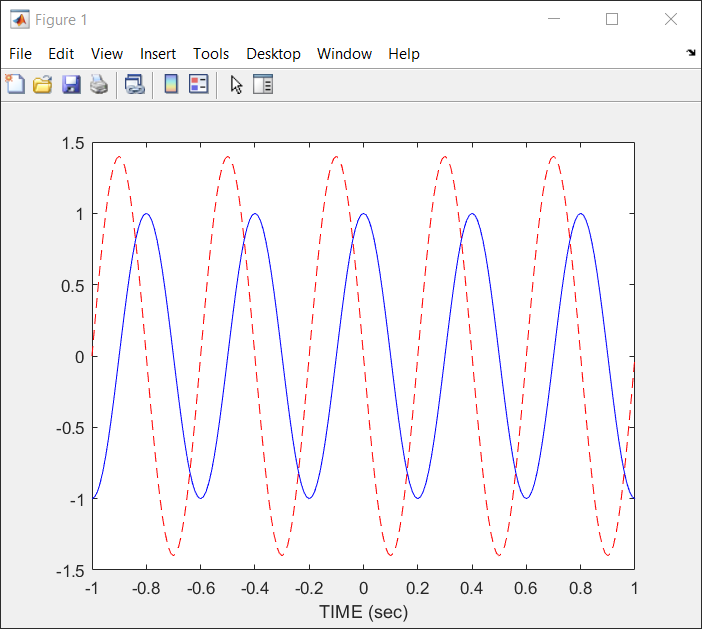 Figure 1
File Edit View Insert Tools Desktop Window Help
1.5
1
0.5
0
-0.5
-1
-1.5
-1 -0.8 -0.6 -0.4 -0.2 0 0.2 0.4 0.6 0.8 1
TIME (sec)